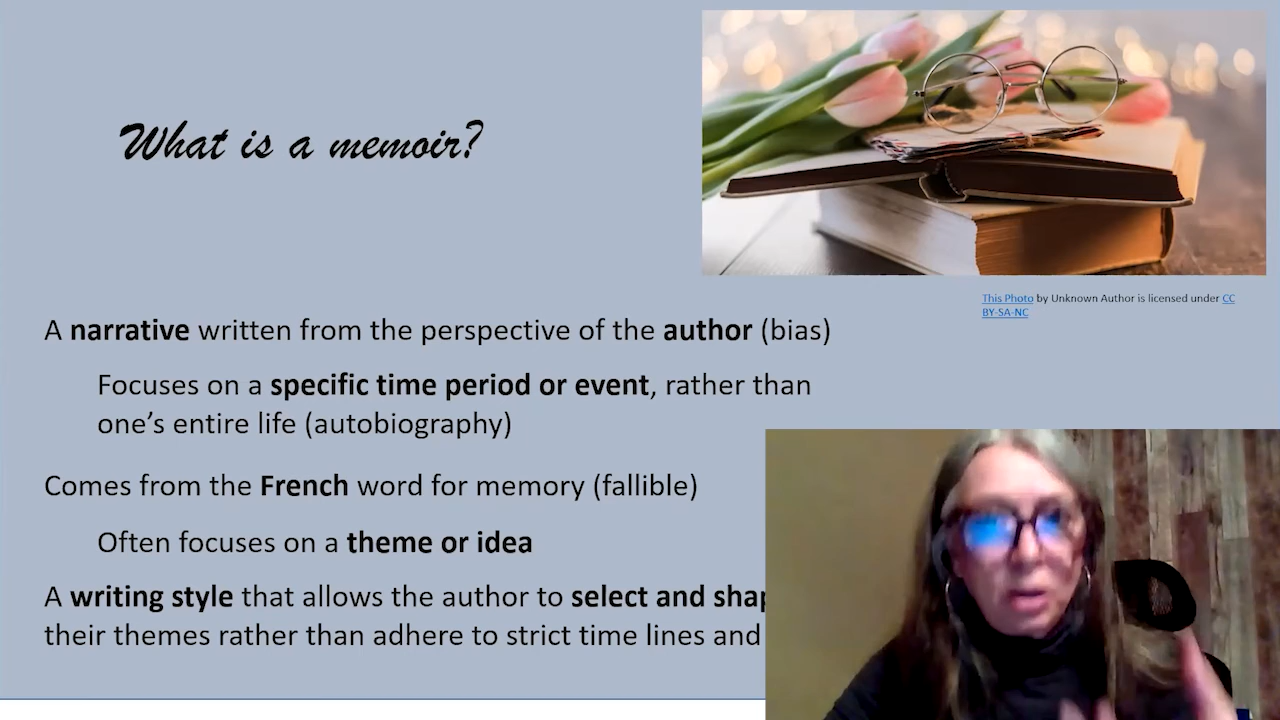 What is a memoir?
This Photo by Unknown Author is licensed under CC
BY-SA-NC
A narrative written from the perspective of the author (bias)
Focuses on a specific time period or event, rather than
one’s entire life (autobiography)
Comes from the French word for memory (fallible)
Often focuses on a theme or idea
A writing style that allows the author to select and
their themes rather than adhere to strict time lines and